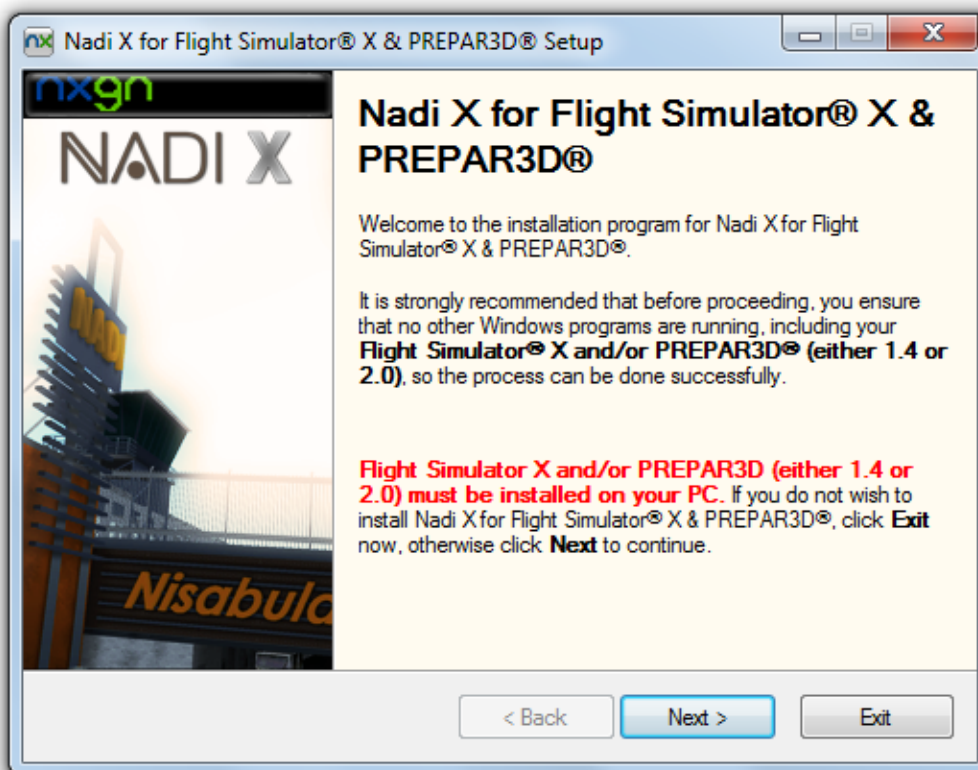 nx Nadi X for Flight Simulator® X & PREPAR3D® Setup
nxgn
NADI X
NADI
Nisabula
Nadi X for Flight Simulator® X &
PREPAR3D®
Welcome to the installation program for Nadi X for Flight
Simulator® X & PREPAR3D®.
It is strongly recommended that before proceeding, you ensure
that no other Windows programs are running, including your
Flight Simulator® X and/or PREPAR3D® (either 1.4 or
2.0), so the process can be done successfully.
Flight Simulator X and/or PREPAR3D (either 1.4 or
2.0) must be installed on your PC. If you do not wish to
install Nadi X for Flight Simulator® X & PREPAR3D®, click Exit
now, otherwise click Next to continue.
< Back Next > Exit